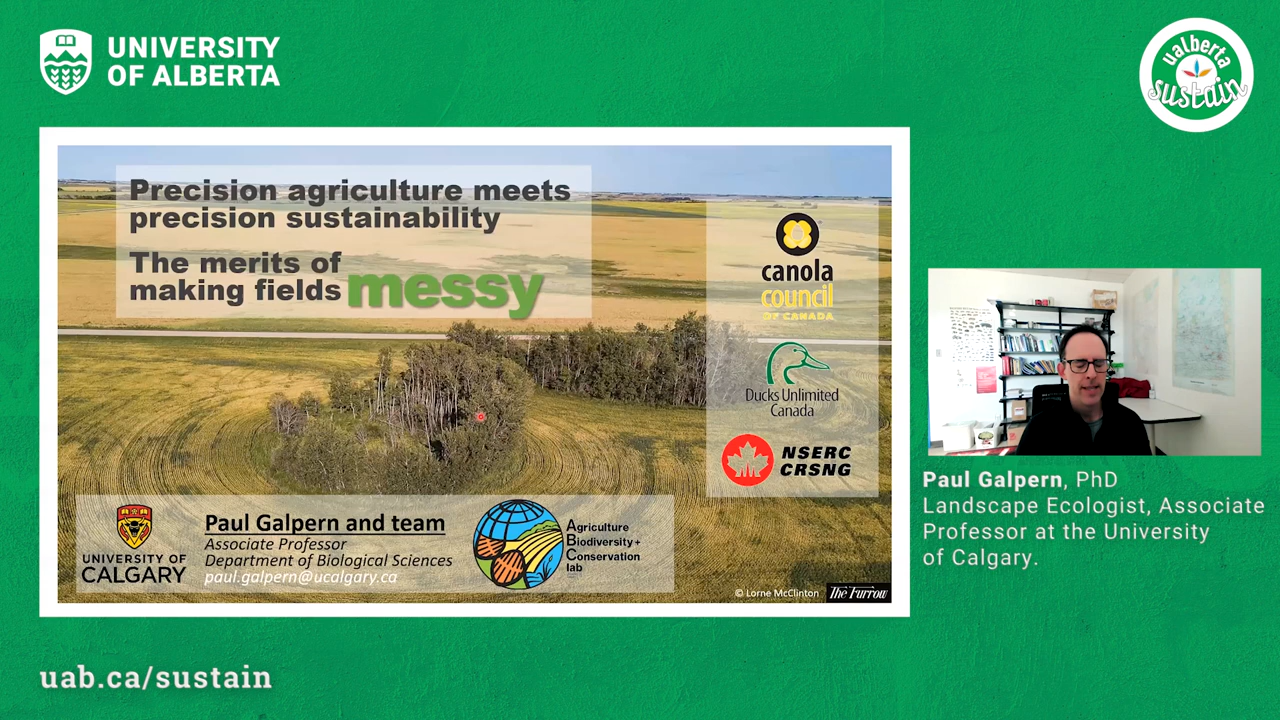 UNIVERSITY
OF ALBERTA
ualberta
sustain
Precision agriculture meets
precision sustainability
The merits of
making fields messy
canola
council
OF CANADA
Ducks Unlimited
Canada
NSERC
CRSNG
UNIVERSITY OF
CALGARY
Paul Galpern and team
Associate Professor
Department of Biological Sciences
paul.galpern@ucalgary.ca
Agriculture
Biodiversity+
Conservation
lab
© Lorne McClinton
The Furrow
Paul Galpern, PhD
Landscape Ecologist, Associate
Professor at the University
of Calgary.
uab.ca/sustain